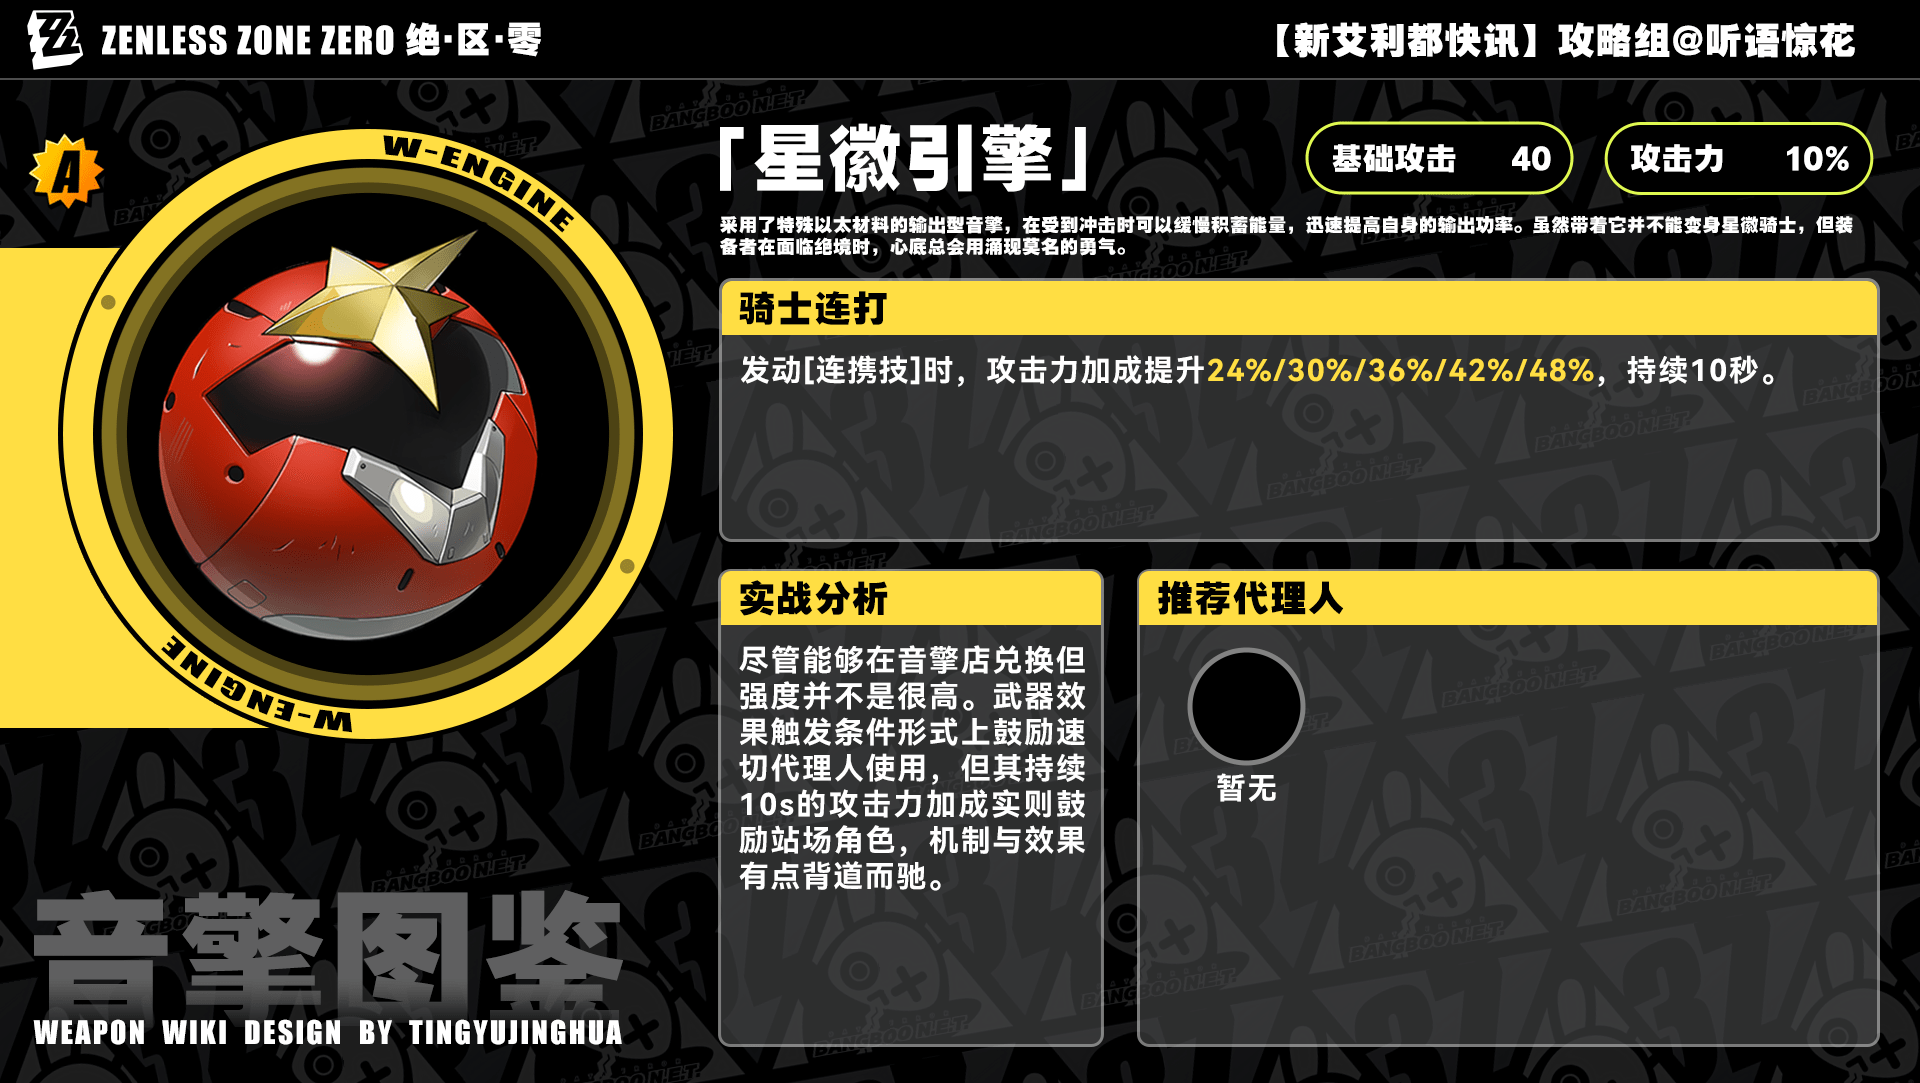 ZENLESS ZONE ZERO 绝·区·零
【新艾利都快讯】攻略组@听语惊花
A
W-ENGINE
W-ENGINE
「星徽引擎」
基础攻击 40
攻击力 10%
采用了特殊以太材料的输出型音擎，在受到冲击时可以缓慢积蓄能量，迅速提高自身的输出功率。虽然带着它并不能变身星徽骑士，但装
备者在面临绝境时，心底总会用涌现莫名的勇气。
骑士连打
发动[连携技]时，攻击力加成提升24%/30%/36%/42%/48%，持续10秒。
实战分析
尽管能够在音擎店兑换但
强度并不是很高。武器效
果触发条件形式上鼓励速
切代理人使用，但其持续
10s的攻击力加成实则鼓
励站场角色，机制与效果
有点背道而驰。
推荐代理人
暂无
音擎图鉴
WEAPON WIKI DESIGN BY TINGYUJINGHUA
BANGBOO N.ET.